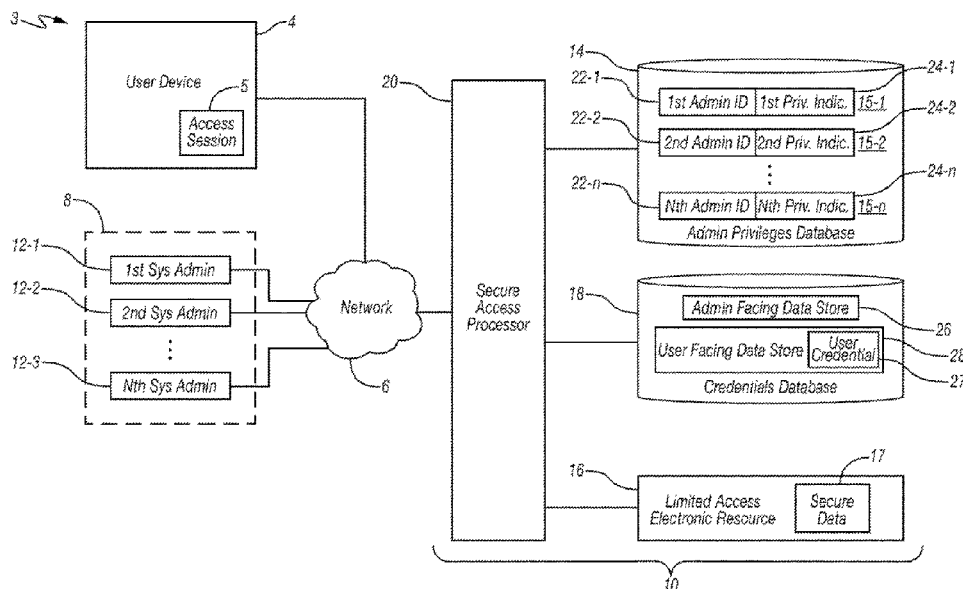 3
4
User Device
5
Access
Session
8
12-1
1st Sys Admin
12-2
2nd Sys Admin
12-3
Nth Sys Admin
Network
6
20
Secure
Access
Processor
14
22-1
1st Admin ID
1st Priv. Indic.
24-1
15-1
22-2
2nd Admin ID
2nd Priv. Indic.
24-2
15-2
22-n
Nth Admin ID
Nth Priv. Indic.
24-n
15-n
Admin Privileges Database
18
Admin Facing Data Store
26
User Facing Data Store
User
Credential
28
27
Credentials Database
16
17
Limited Access
Electronic Resource
Secure
Data
10